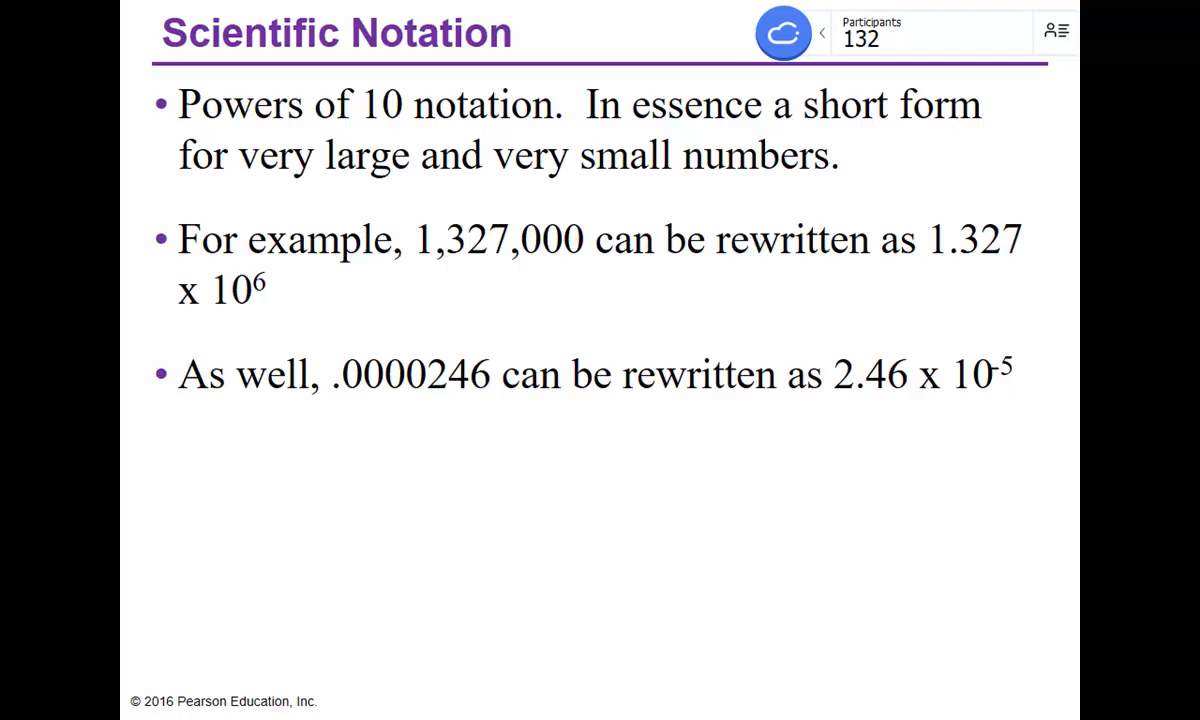 Scientific Notation
Participants
132
• Powers of 10 notation.  In essence a short form
for very large and very small numbers.
• For example, 1,327,000 can be rewritten as 1.327
x 10⁶
• As well, .0000246 can be rewritten as 2.46 x 10⁻⁵
© 2016 Pearson Education, Inc.